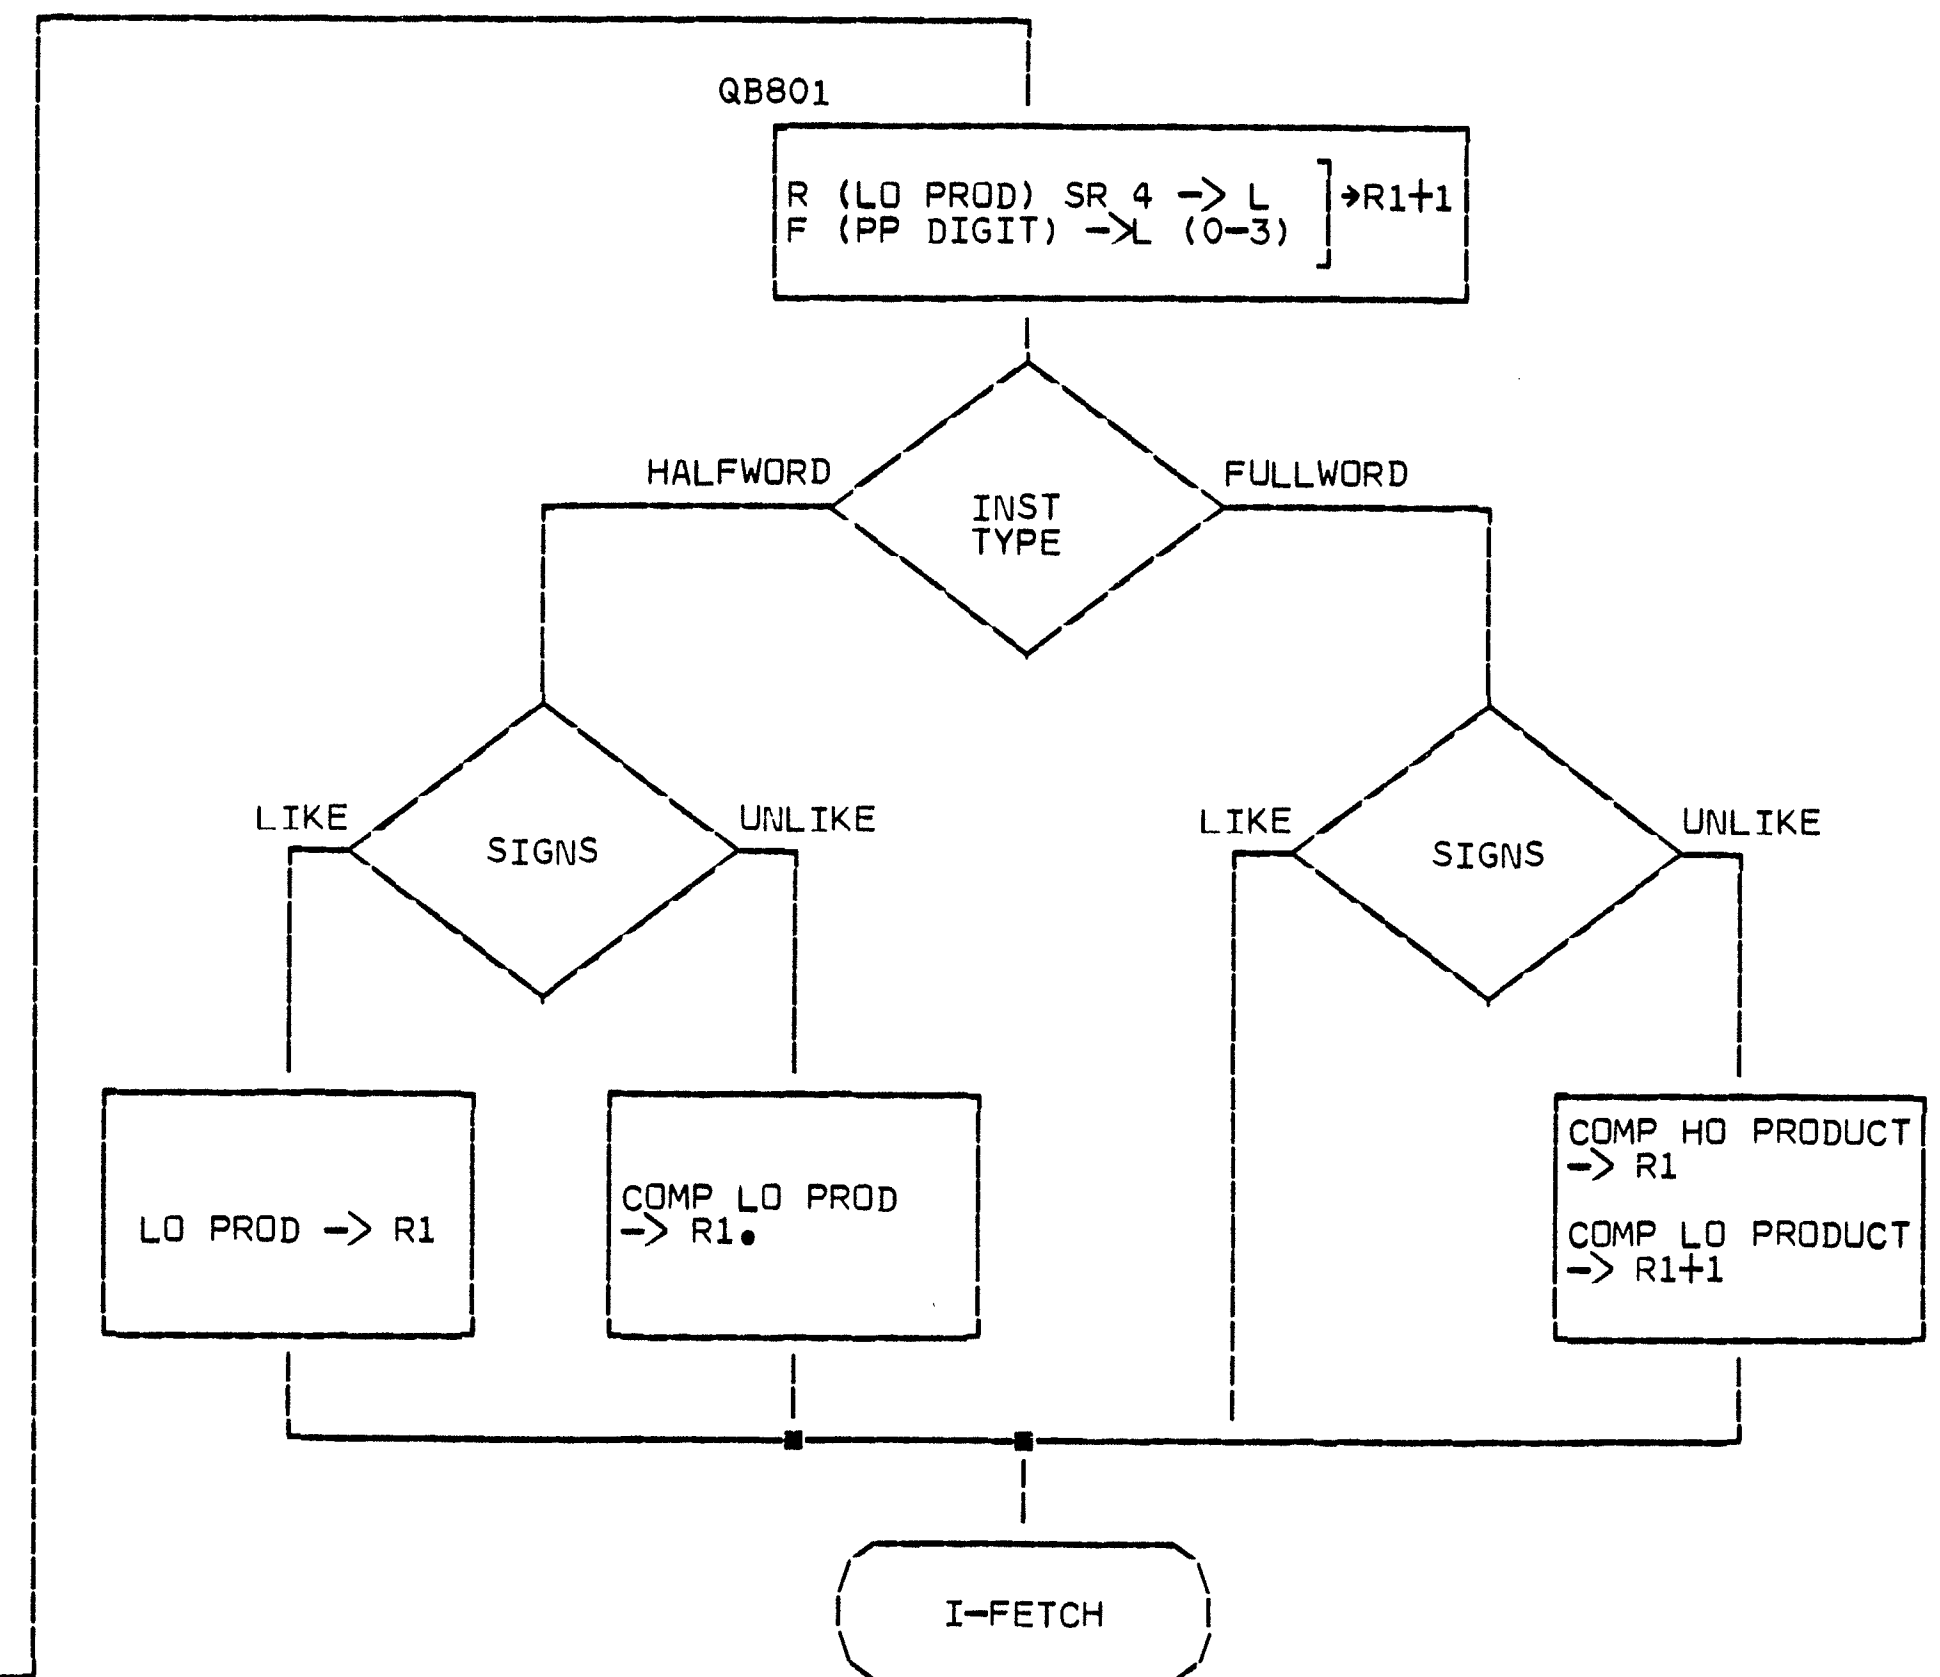 QB801
R (LO PROD) SR 4 -> L ] →R1+1
F (PP DIGIT) ->L (0-3)
HALFWORD
FULLWORD
INST
TYPE
LIKE
SIGNS
UNLIKE
LIKE
SIGNS
UNLIKE
LO PROD -> R1
COMP LO PROD
-> R1.
COMP HO PRODUCT
-> R1
COMP LO PRODUCT
-> R1+1
I-FETCH